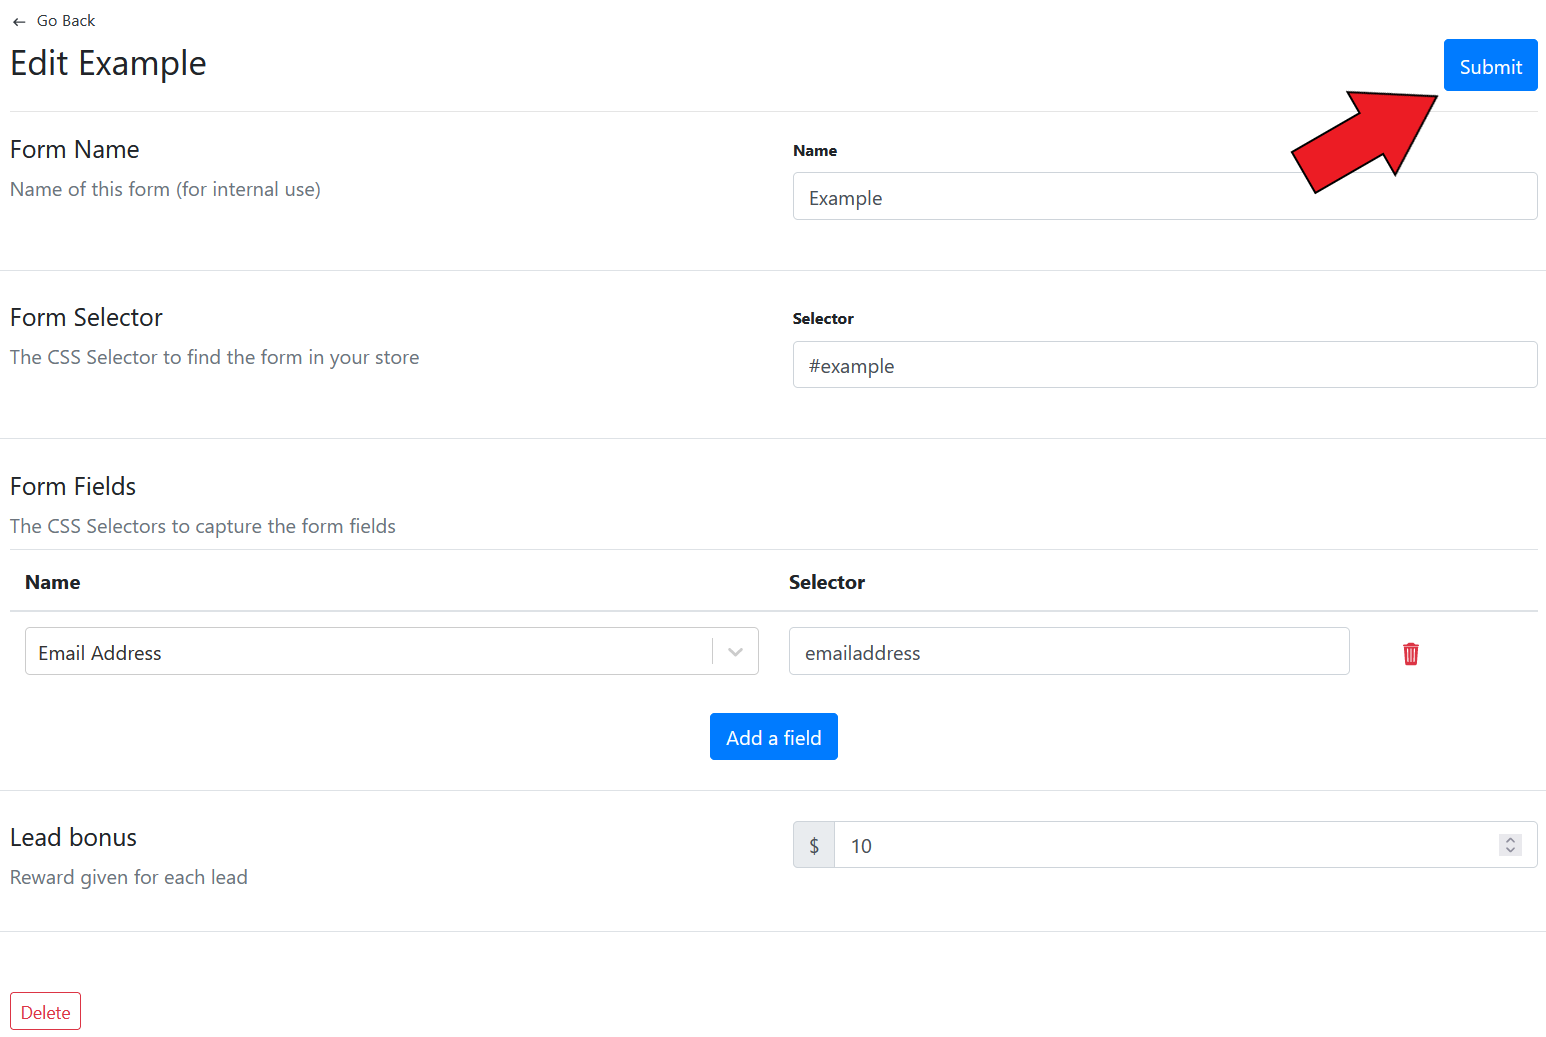 Go Back
Edit Example
Submit
Form Name
Name of this form (for internal use)
Name
Example
Form Selector
The CSS Selector to find the form in your store
Selector
#example
Form Fields
The CSS Selectors to capture the form fields
Name Selector
Email Address emailaddress
Add a field
Lead bonus
Reward given for each lead
$ 10
Delete